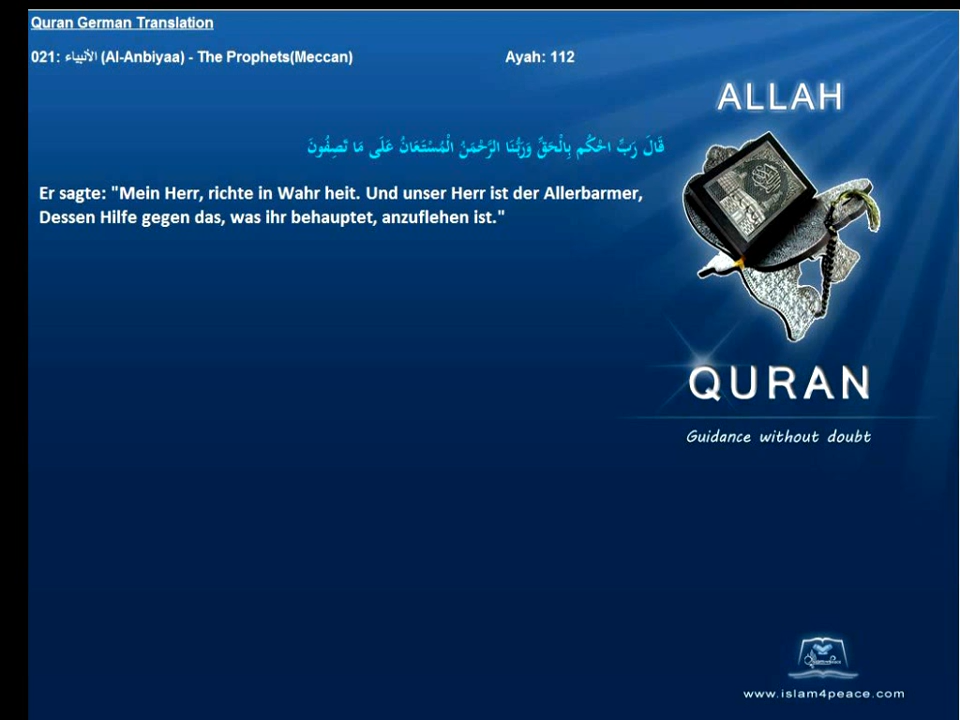 Quran German Translation
021: الأنبياء (Al-Anbiyaa) - The Prophets(Meccan) Ayah: 112
ALLAH
قَالَ رَبِّ احْكُم بِالْحَقِّ وَرَبُّنَا الرَّحْمَنُ الْمُسْتَعَانُ عَلَى مَا تَصِفُونَ
Er sagte: "Mein Herr, richte in Wahr heit. Und unser Herr ist der Allerbarmer,
Dessen Hilfe gegen das, was ihr behauptet, anzuflehen ist."
QURAN
Guidance without doubt
www.islam4peace.com